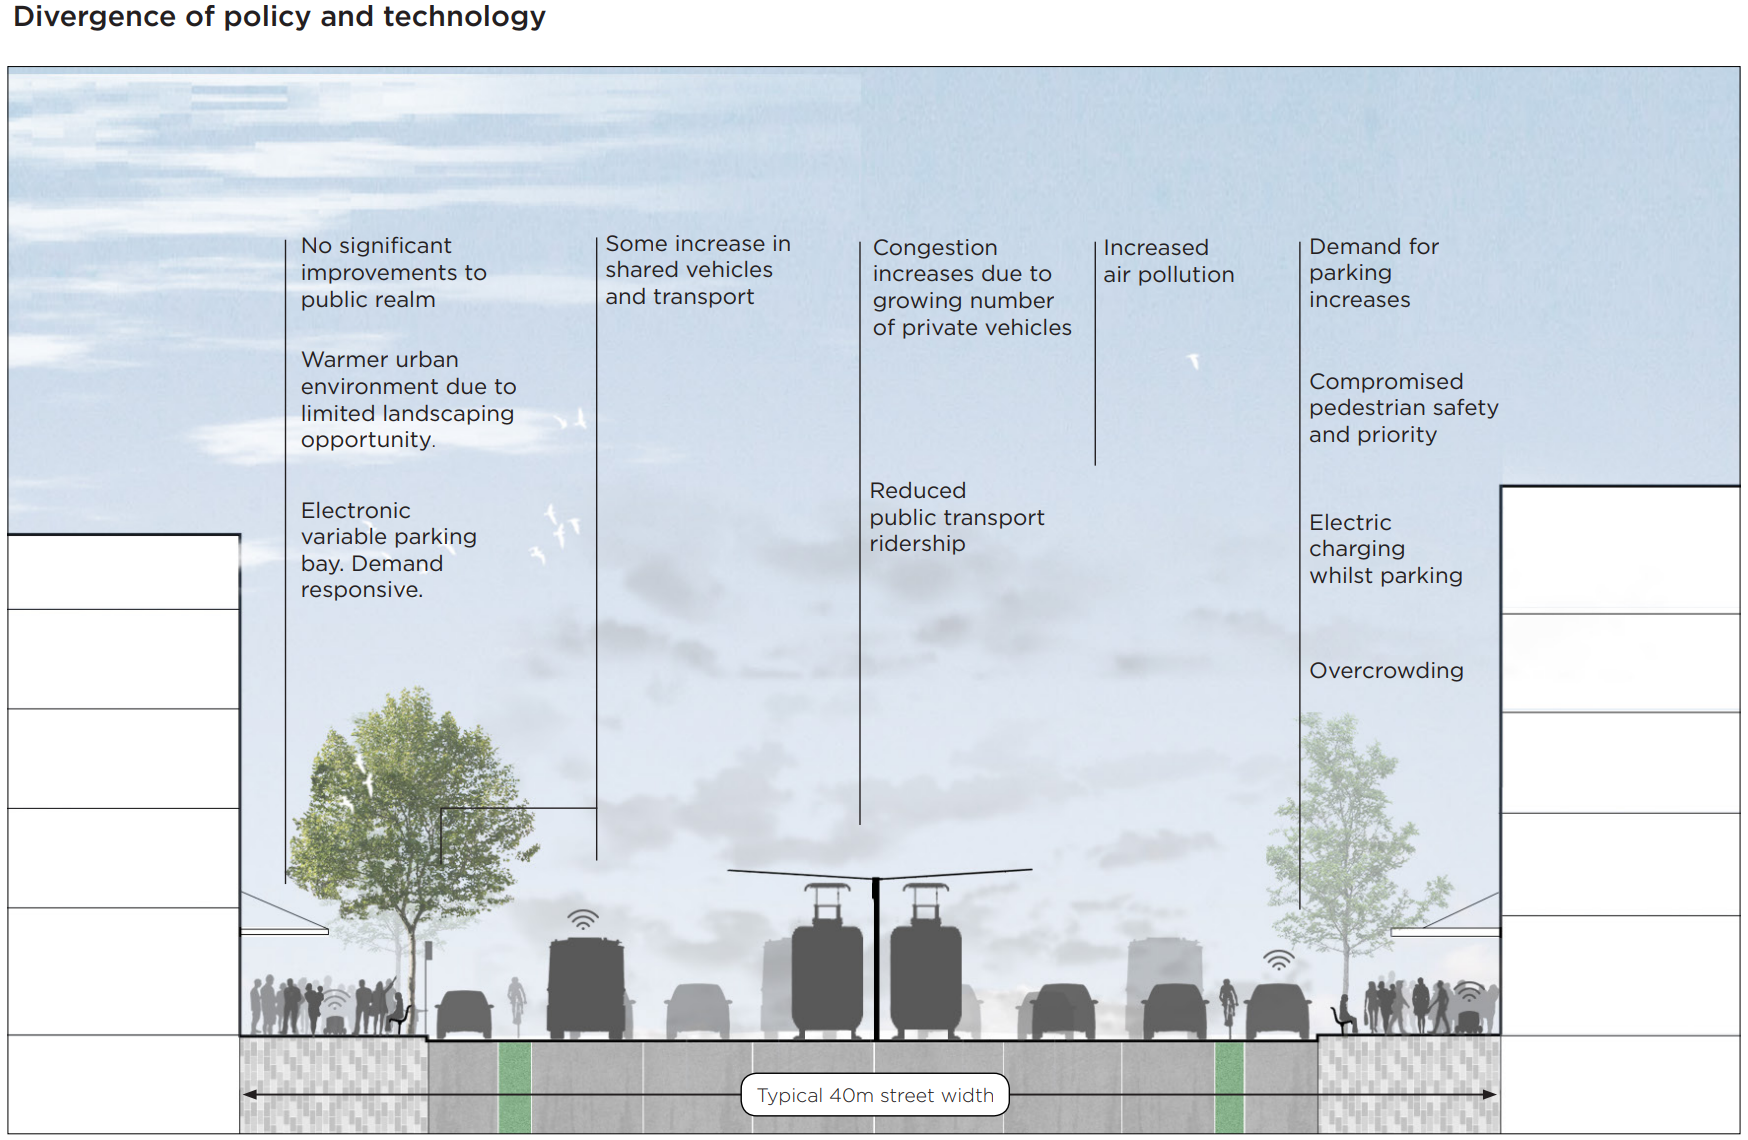 Divergence of policy and technology
No significant
improvements to
public realm
Warmer urban
environment due to
limited landscaping
opportunity.
Electronic
variable parking
bay. Demand
responsive.
Some increase in
shared vehicles
and transport
Congestion
increases due to
growing number
of private vehicles
Reduced
public transport
ridership
Increased
air pollution
Demand for
parking
increases
Compromised
pedestrian safety
and priority
Electric
charging
whilst parking
Overcrowding
Typical 40m street width